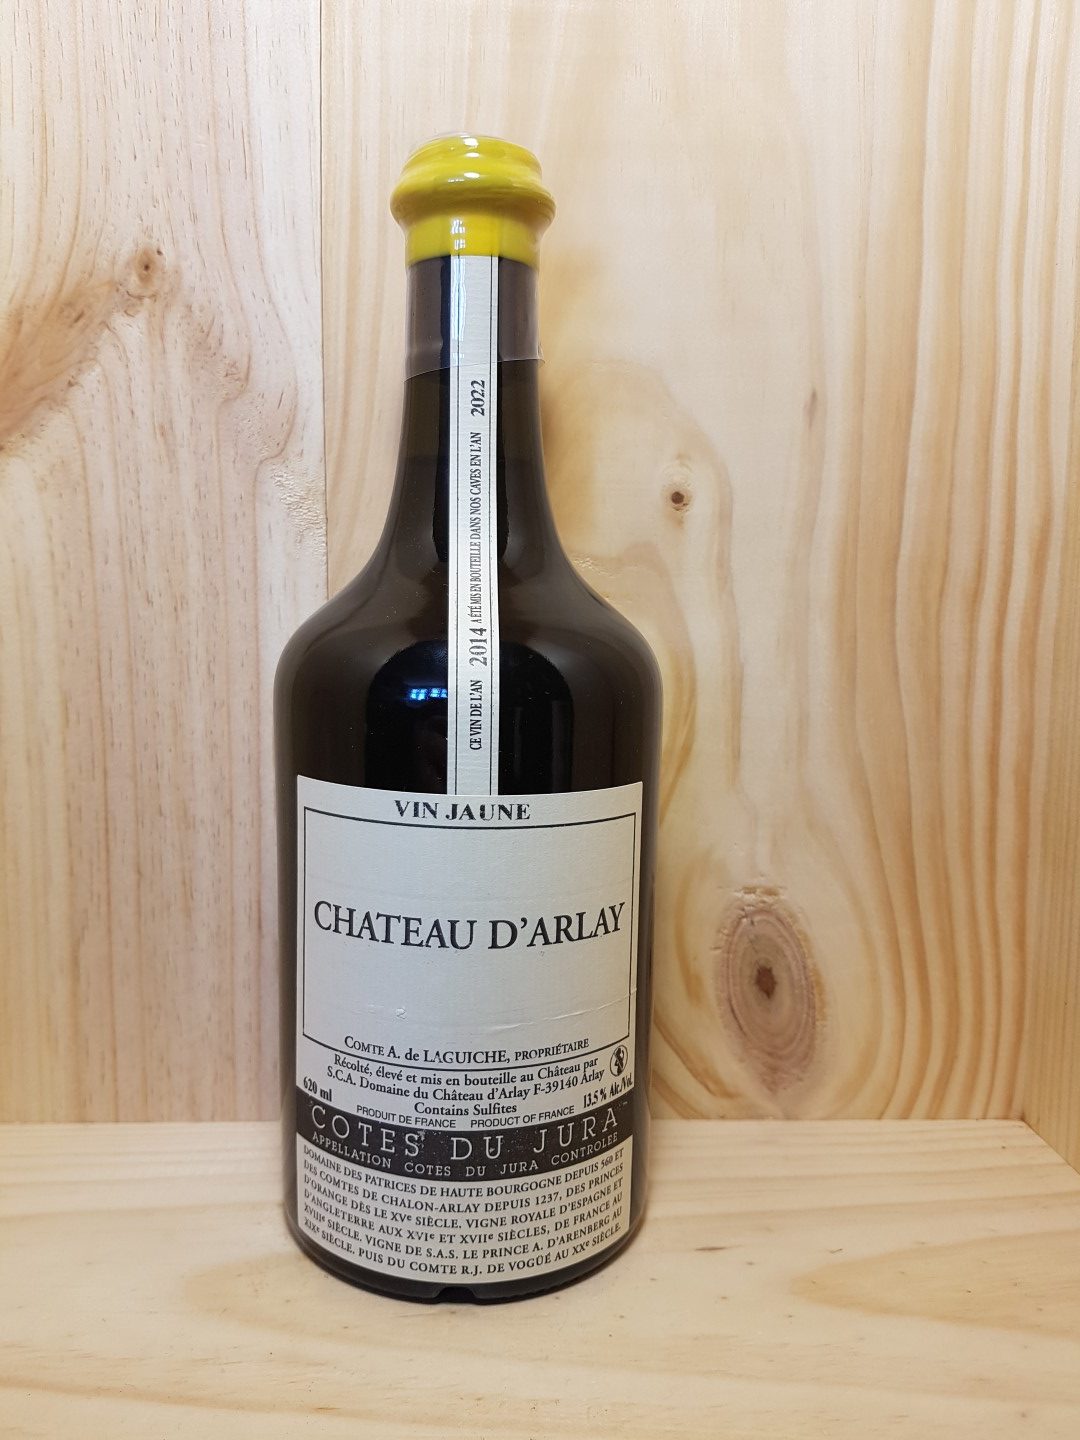 CE VIN DE L'AN 2014 A ÉTÉ MIS EN BOUTEILLE DANS NOS CAVES EN L'AN 2022
VIN JAUNE
CHATEAU D'ARLAY
COMTE A. de LAGUICHE, PROPRIÉTAIRE
Récolté, élevé et mis en bouteille au Château par
S.C.A. Domaine du Château d'Arlay F-39140 Arlay
620 ml Contains Sulfites 13.5 % Alc./Vol.
PRODUIT DE FRANCE PRODUCT OF FRANCE
COTES DU JURA
APPELLATION COTES DU JURA CONTROLEE
DOMAINE DES PATRICES DE HAUTE BOURGOGNE DEPUIS 560 ET
DES COMTES DE CHALON-ARLAY DEPUIS 1237, DES PRINCES
D'ORANGE DÈS LE XVe SIÈCLE. VIGNE ROYALE D'ESPAGNE ET
D'ANGLETERRE AUX XVIe ET XVIIe SIÈCLES, DE FRANCE AU
XVIIIe SIÈCLE. VIGNE DE S.A.S. LE PRINCE A. D'ARENBERG AU
XIXe SIÈCLE. PUIS DU COMTE R.J. DE VOGÜÉ AU XXe SIÈCLE.